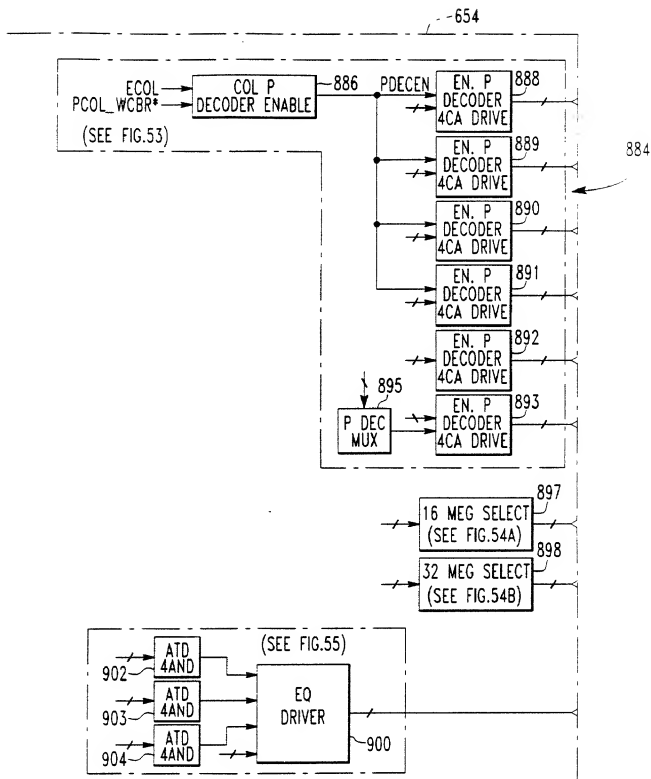 654
ECOL
PCOL_WCBR*
COL P
DECODER ENABLE
886
PDECEN
(SEE FIG.53)
EN. P
DECODER
4CA DRIVE
888
EN. P
DECODER
4CA DRIVE
889
884
EN. P
DECODER
4CA DRIVE
890
EN. P
DECODER
4CA DRIVE
891
EN. P
DECODER
4CA DRIVE
892
895
P DEC
MUX
EN. P
DECODER
4CA DRIVE
893
16 MEG SELECT
(SEE FIG.54A)
897
32 MEG SELECT
(SEE FIG.54B)
898
(SEE FIG.55)
ATD
4AND
902
ATD
4AND
903
ATD
4AND
904
EQ
DRIVER
900